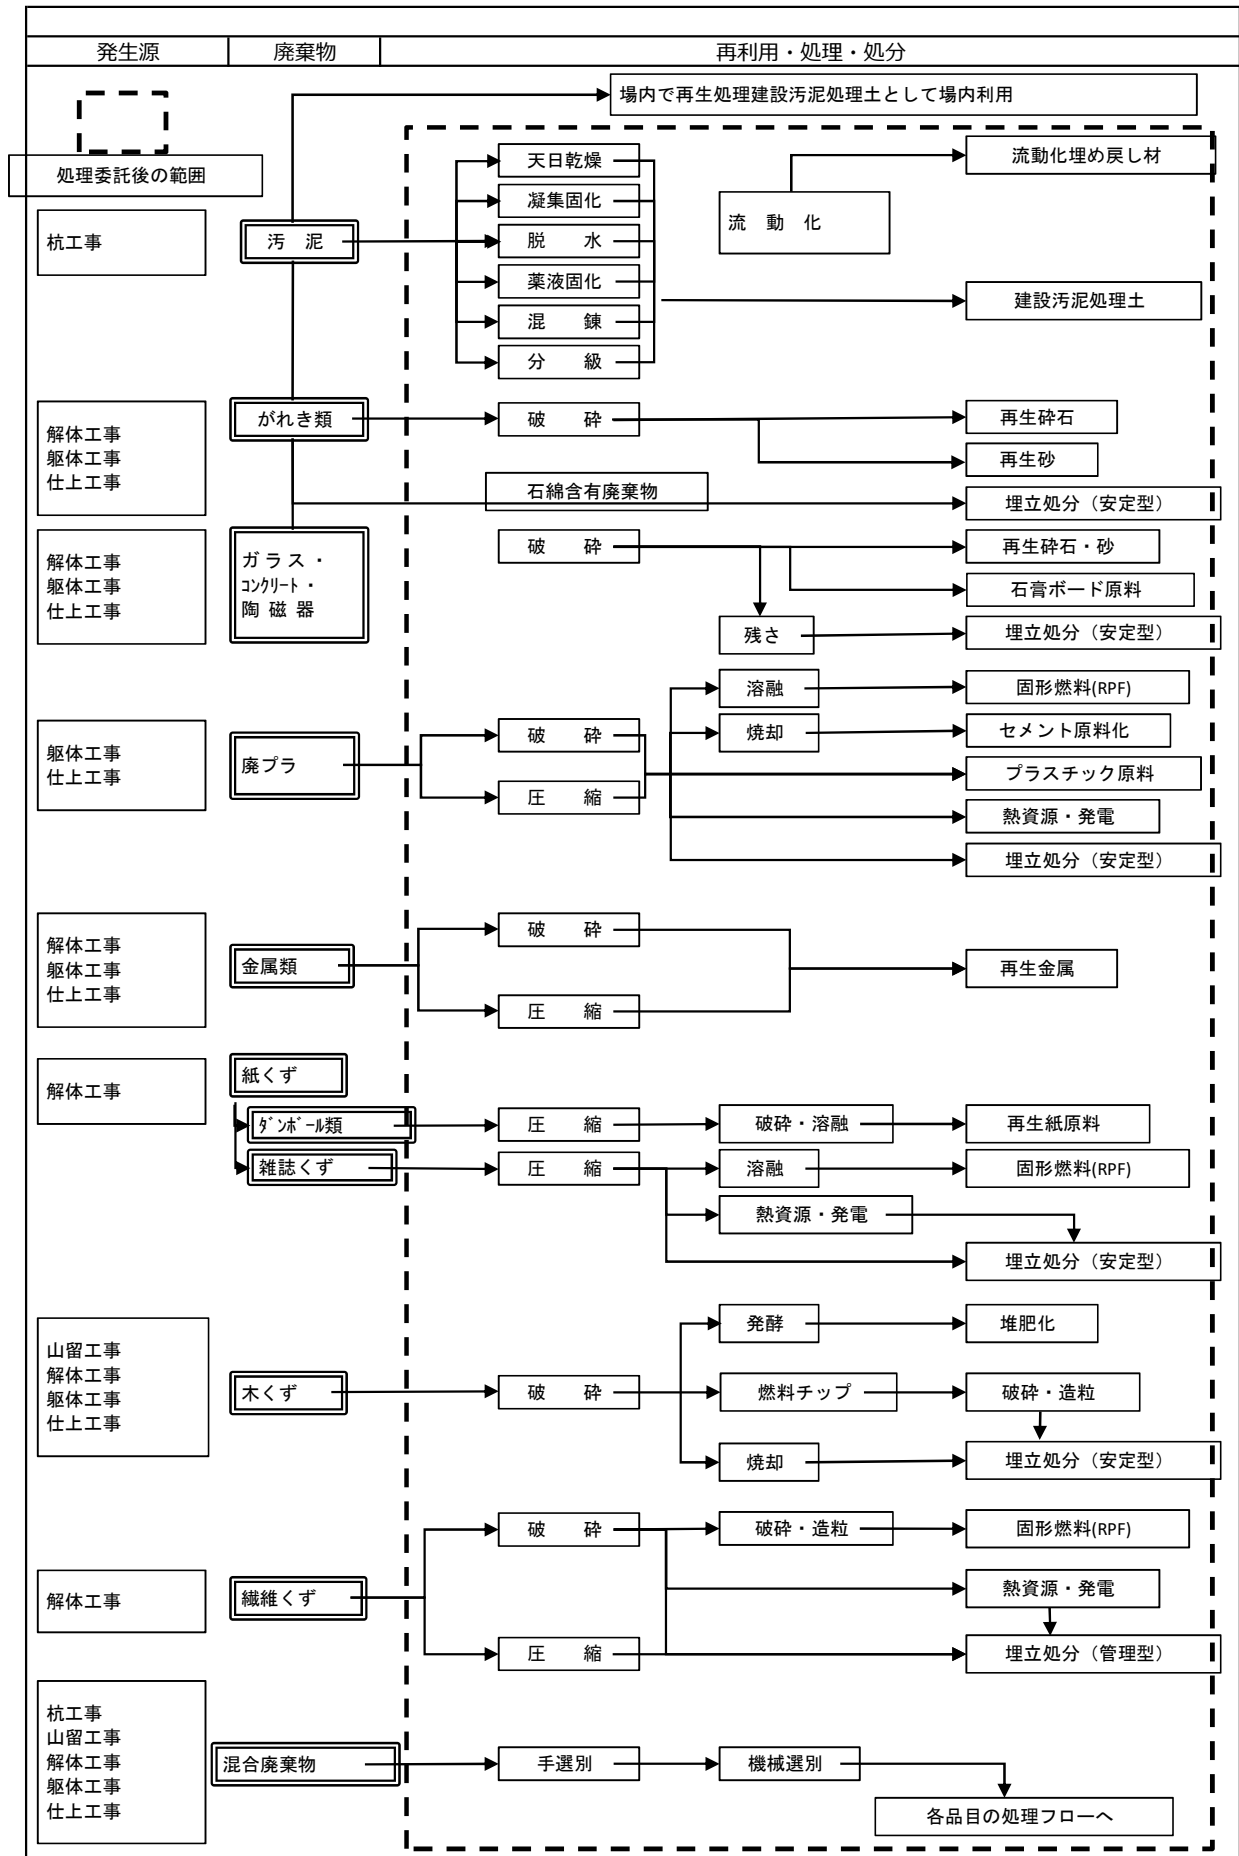 発生源 廃棄物 再利用・処理・処分
場内で再生処理建設汚泥処理土として場内利用
処理委託後の範囲
天日乾燥
流動化埋め戻し材
凝集固化
流 動 化
杭工事
汚 泥
脱 水
薬液固化
建設汚泥処理土
混 錬
分 級
解体工事
躯体工事
仕上工事
がれき類
破 砕
再生砕石
再生砂
石綿含有廃棄物
埋立処分（安定型）
解体工事
躯体工事
仕上工事
ガラス・
コンクリート・
陶磁器
破 砕
再生砕石・砂
石膏ボード原料
残さ
埋立処分（安定型）
溶融
固形燃料(RPF)
躯体工事
仕上工事
廃プラ
破 砕
焼却
セメント原料化
プラスチック原料
圧 縮
熱資源・発電
埋立処分（安定型）
解体工事
躯体工事
仕上工事
金属類
破 砕
再生金属
圧 縮
解体工事
紙くず
ダンボール類
圧 縮
破砕・溶融
再生紙原料
雑誌くず
圧 縮
溶融
固形燃料(RPF)
熱資源・発電
埋立処分（安定型）
山留工事
解体工事
躯体工事
仕上工事
木くず
破 砕
発酵
堆肥化
燃料チップ
破砕・造粒
焼却
埋立処分（安定型）
破 砕
破砕・造粒
固形燃料(RPF)
解体工事
繊維くず
熱資源・発電
圧 縮
埋立処分（管理型）
杭工事
山留工事
解体工事
躯体工事
仕上工事
混合廃棄物
手選別
機械選別
各品目の処理フローへ